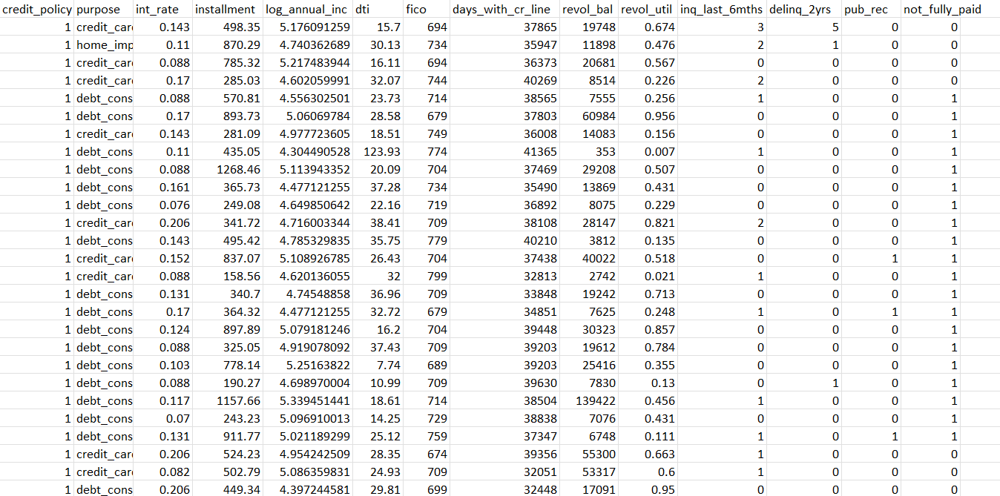 credit_policy purpose int_rate installment log_annual_inc dti fico days_with_cr_line revol_bal revol_util inq_last_6mths delinq_2yrs pub_rec not_fully_paid
1 credit_car 0.143 498.35 5.176091259 15.7 694 37865 19748 0.674 3 5 0 0
1 home_imp 0.11 870.29 4.740362689 30.13 734 35947 11898 0.476 2 1 0 0
1 credit_car 0.088 785.32 5.217483944 16.11 694 36373 20681 0.567 0 0 0 0
1 credit_car 0.17 285.03 4.602059991 32.07 744 40269 8514 0.226 2 0 0 0
1 debt_cons 0.088 570.81 4.556302501 23.73 714 38565 7555 0.256 1 0 0 1
1 debt_cons 0.17 893.73 5.06069784 28.58 679 37803 60984 0.956 0 0 0 1
1 credit_car 0.143 281.09 4.977723605 18.51 749 36008 14083 0.156 0 0 0 1
1 debt_cons 0.11 435.05 4.304490528 123.93 774 41365 353 0.007 1 0 0 1
1 debt_cons 0.088 1268.46 5.113943352 20.09 704 37469 29208 0.507 0 0 0 1
1 debt_cons 0.161 365.73 4.477121255 37.28 734 35490 13869 0.431 0 0 0 1
1 debt_cons 0.076 249.08 4.649850642 22.16 719 36892 8075 0.229 0 0 0 1
1 credit_car 0.206 341.72 4.716003344 38.41 709 38108 28147 0.821 2 0 0 1
1 debt_cons 0.143 495.42 4.785329835 35.75 779 40210 3812 0.135 0 0 0 1
1 credit_car 0.152 837.07 5.108926785 26.43 704 37438 40022 0.518 0 0 1 1
1 credit_car 0.088 158.56 4.620136055 32 799 32813 2742 0.021 1 0 0 1
1 debt_cons 0.131 340.7 4.74548858 36.96 709 33848 19242 0.713 0 0 0 1
1 debt_cons 0.17 364.32 4.477121255 32.72 679 34851 7625 0.248 1 0 1 1
1 debt_cons 0.124 897.89 5.079181246 16.2 704 39448 30323 0.857 0 0 0 1
1 debt_cons 0.088 325.05 4.919078092 37.43 709 39203 19612 0.784 0 0 0 1
1 debt_cons 0.103 778.14 5.25163822 7.74 689 39203 25416 0.355 0 0 0 1
1 debt_cons 0.088 190.27 4.698970004 10.99 709 39630 7830 0.13 0 1 0 1
1 debt_cons 0.117 1157.66 5.339451441 18.61 714 38504 139422 0.456 1 0 0 1
1 debt_cons 0.07 243.23 5.096910013 14.25 729 38838 7076 0.431 0 0 0 1
1 debt_cons 0.131 911.77 5.021189299 25.12 759 37347 6748 0.111 1 0 1 1
1 credit_car 0.206 524.23 4.954242509 28.35 674 39356 55300 0.663 1 0 0 0
1 credit_car 0.082 502.79 5.086359831 24.93 709 32051 53317 0.6 1 0 0 0
1 debt_cons 0.206 449.34 4.397244581 29.81 699 32448 17091 0.95 0 0 0 0